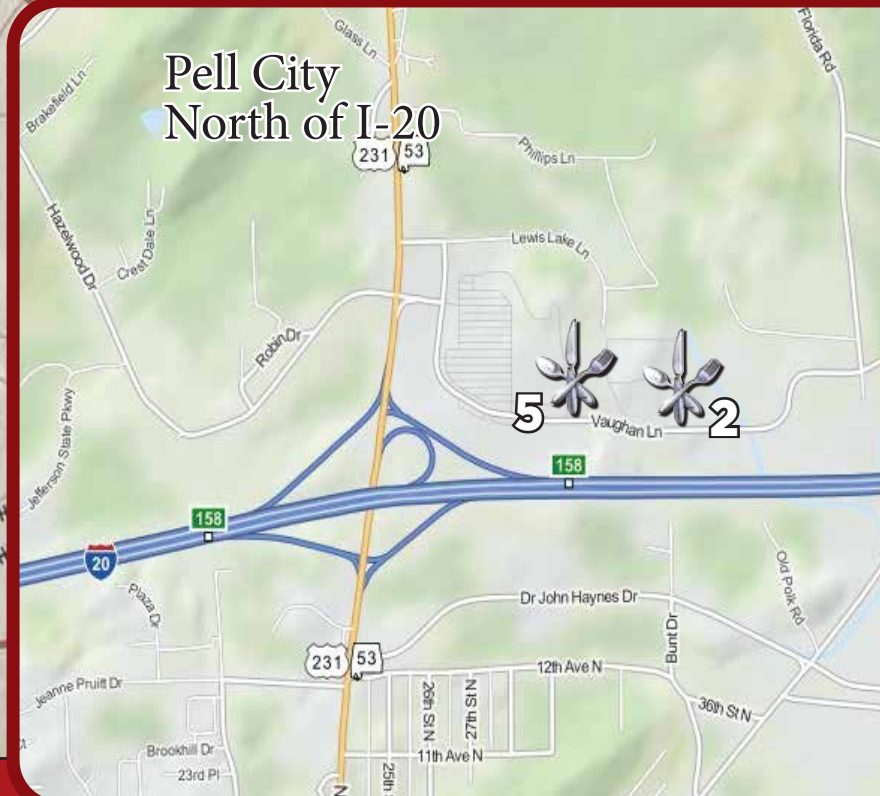 Pell City
North of I-20
Glass Ln
Florida Rd
Brakefield Ln
231
53
Phillips Ln
Hazelwood Dr
Crest Dale Ln
Lewis Lake Ln
Robin Dr
5
2
Vaughan Ln
Jefferson State Pkwy
158
158
20
Plaza Dr
Dr John Haynes Dr
Old Polk Rd
Bunt Dr
231
53
12th Ave N
Jeanne Pruitt Dr
26th St N
27th St N
36th St N
Brookhill Dr
11th Ave N
23rd Pl
25th
N